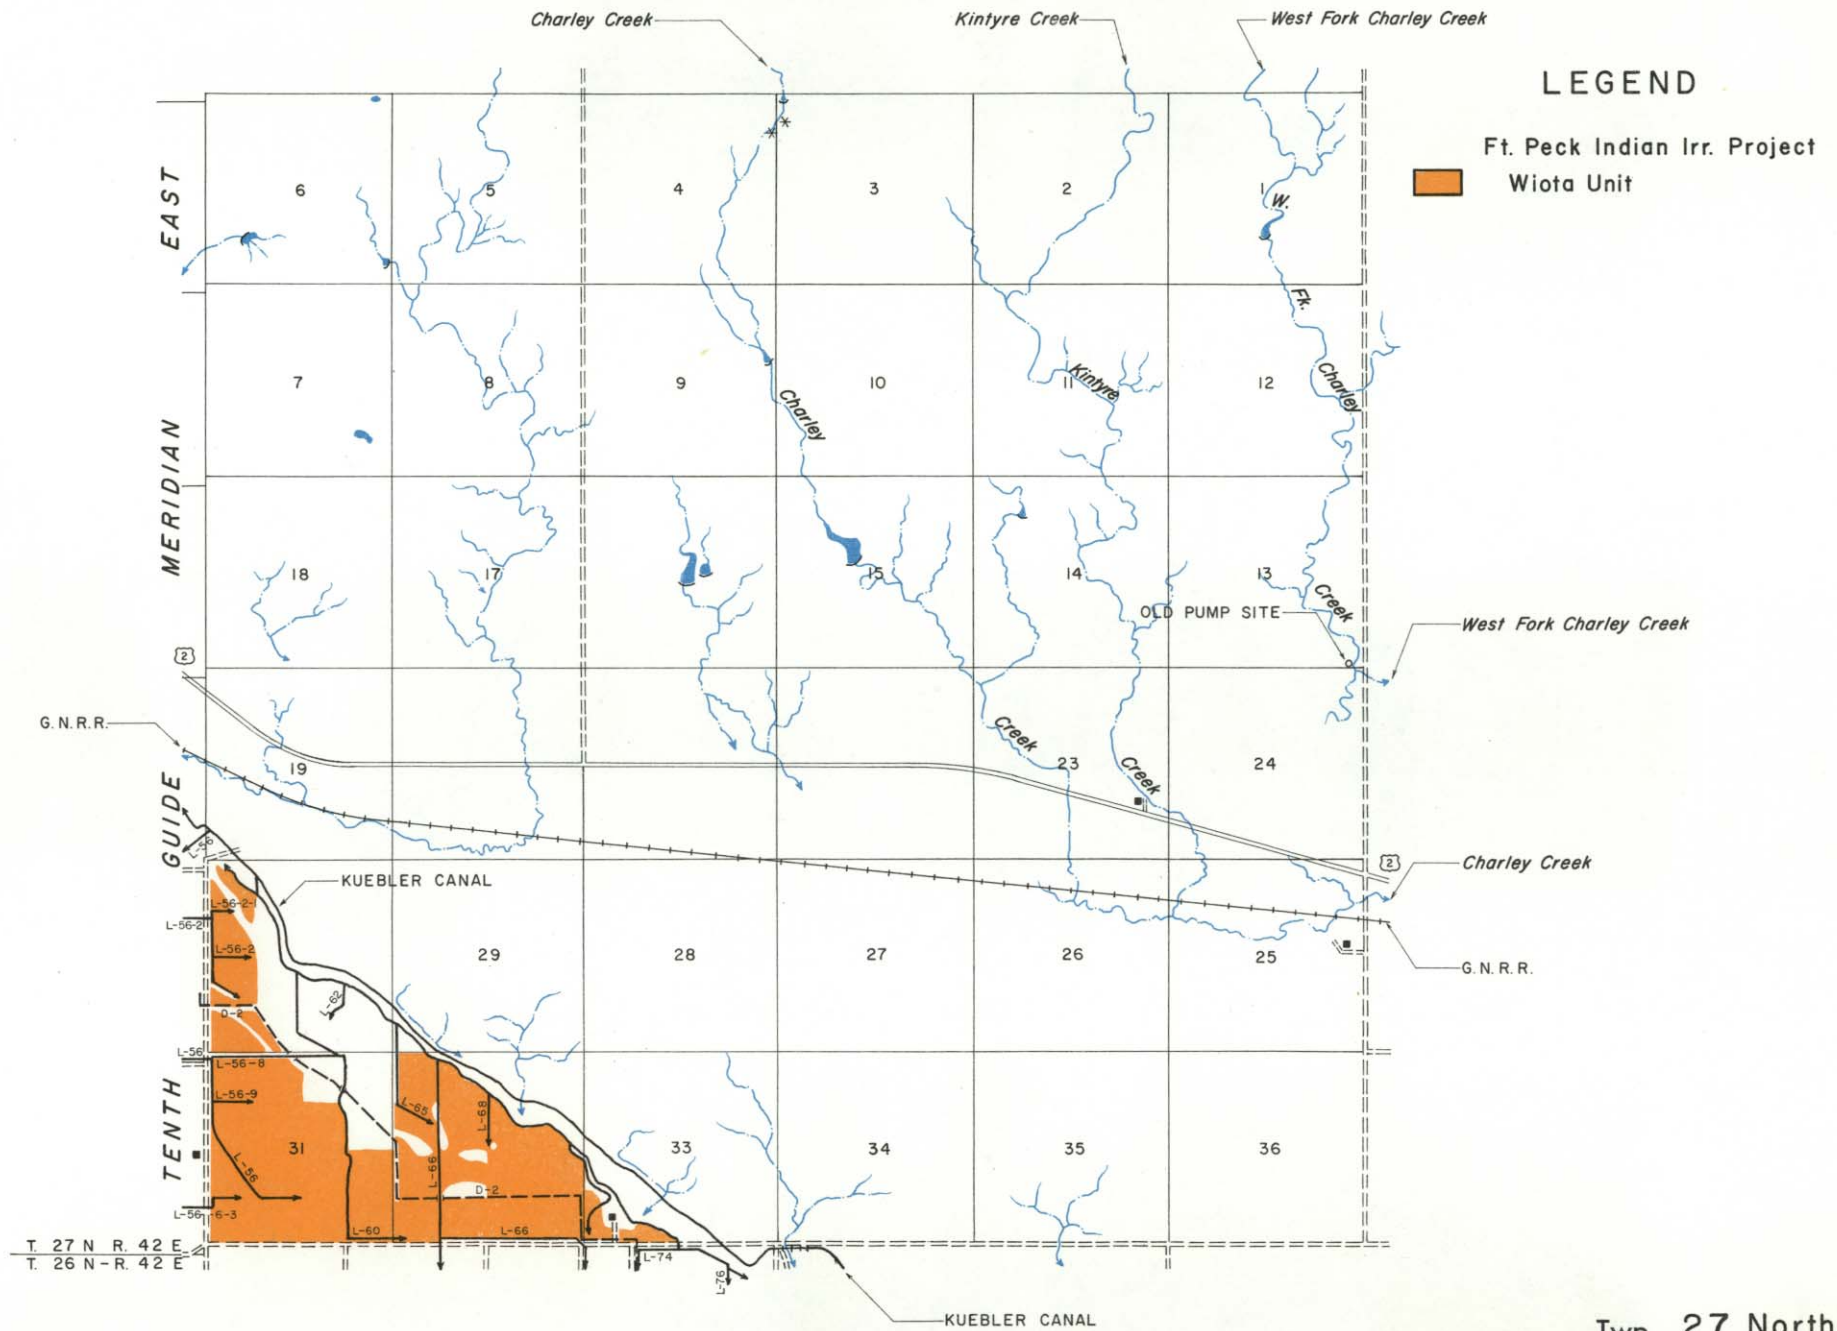 Charley Creek
Kintyre Creek
West Fork Charley Creek
LEGEND
Ft. Peck Indian Irr. Project
Wiota Unit
EAST
MERIDIAN
GUIDE
TENTH
6
5
4
3
2
1
W.
Fk.
Charley
Creek
7
8
9
10
11
12
Charley
Kintyre
18
17
15
14
13
OLD PUMP SITE
West Fork Charley Creek
2
G.N.R.R.
19
Creek
23
Creek
24
2
Charley Creek
L-56
KUEBLER CANAL
L-56-2-1
L-56-2
L-56-2
29
28
27
26
25
G.N.R.R.
L-62
D-2
L-56
L-56-8
L-56-9
L-65
L-68
L-66
31
33
34
35
36
L-56
D-2
L-56-6-3
L-60
L-66
T. 27 N R. 42 E
T. 26 N-R. 42 E
L-74
L-76
KUEBLER CANAL
Twp. 27 North